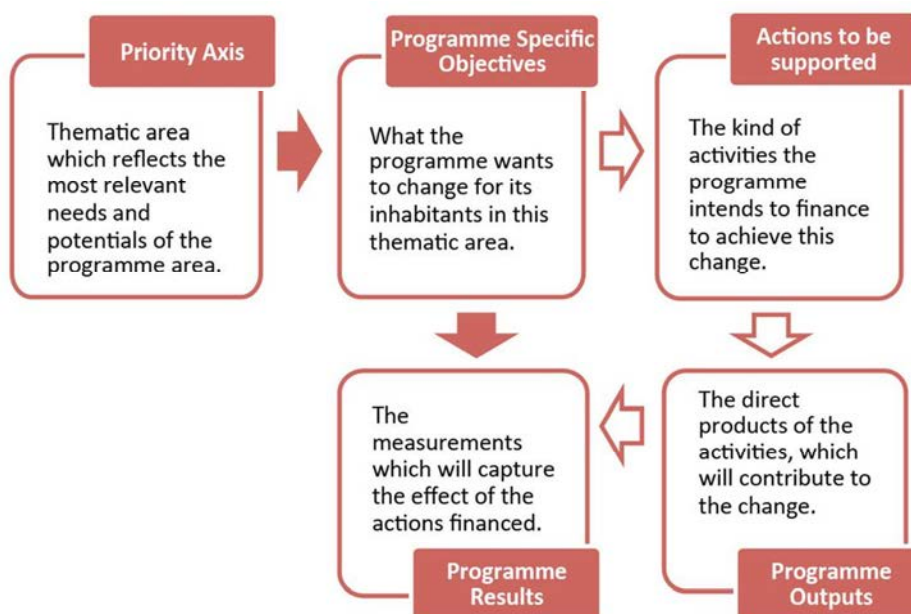 Priority Axis
Thematic area
which reflects the
most relevant
needs and
potentials of the
programme area.
Programme Specific
Objectives
What the
programme wants
to change for its
inhabitants in this
thematic area.
Actions to be
supported
The kind of
activities the
programme
intends to finance
to achieve this
change.
The
measurements
which will capture
the effect of the
actions financed.
Programme
Results
The direct
products of the
activities, which
will contribute to
the change.
Programme
Outputs